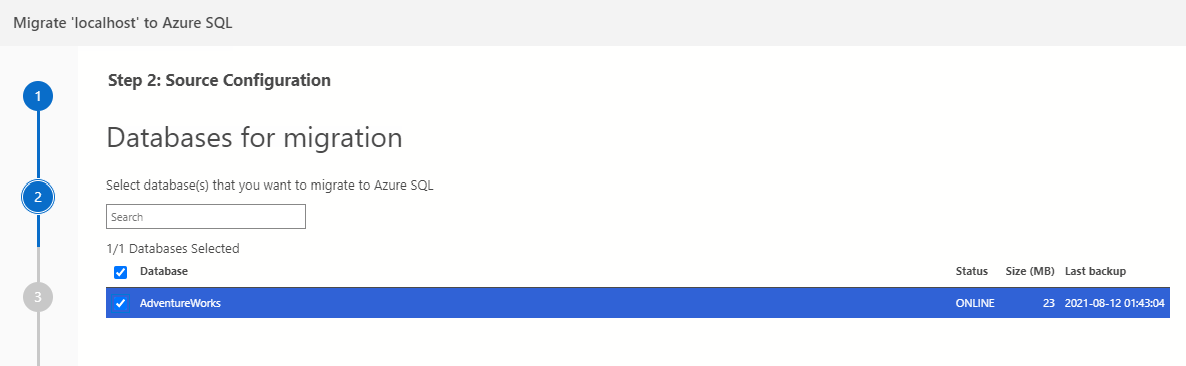 Migrate 'localhost' to Azure SQL
1
Step 2: Source Configuration
Databases for migration
2
Select database(s) that you want to migrate to Azure SQL
Search
1/1 Databases Selected
Database Status Size (MB) Last backup
3
AdventureWorks ONLINE 23 2021-08-12 01:43:04